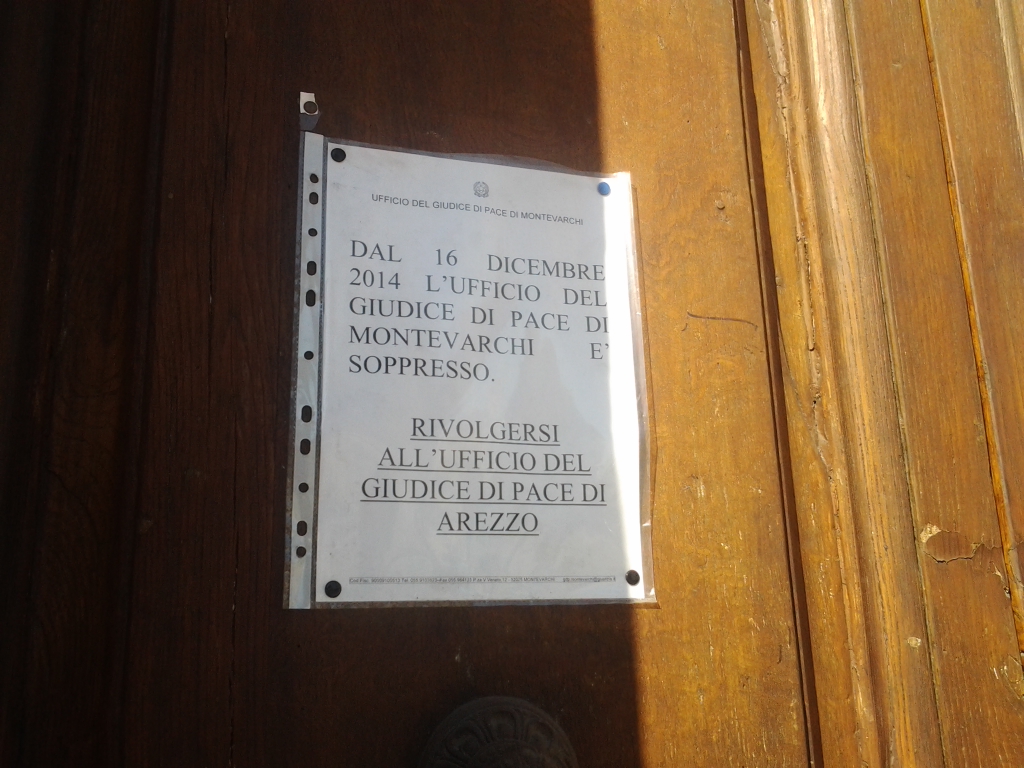 UFFICIO DEL GIUDICE DI PACE DI MONTEVARCHI
DAL 16 DICEMBRE
2014 L'UFFICIO DEL
GIUDICE DI PACE DI
MONTEVARCHI E'
SOPPRESSO.
RIVOLGERSI
ALL'UFFICIO DEL
GIUDICE DI PACE DI
AREZZO